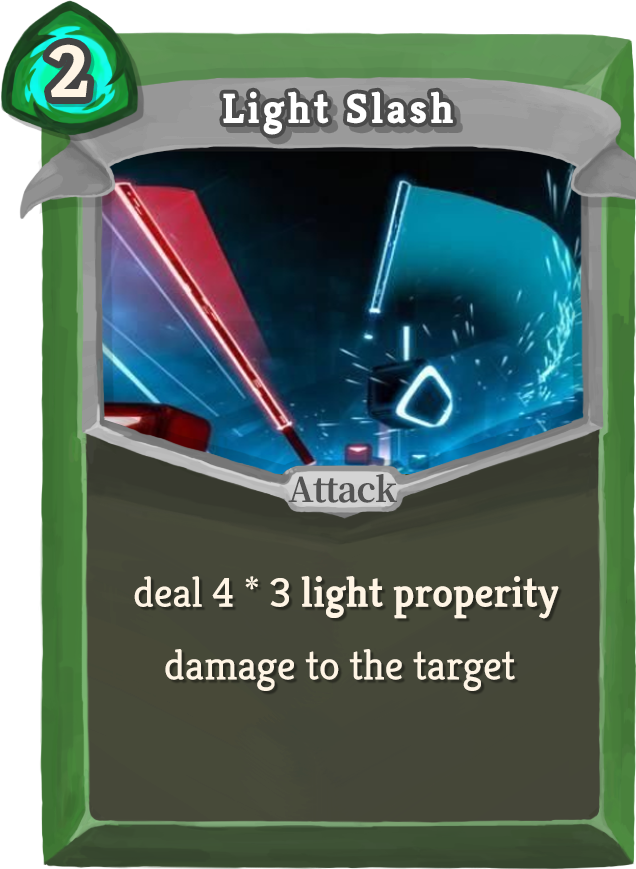 2
Light Slash
Attack
deal 4 * 3 light properity
damage to the target